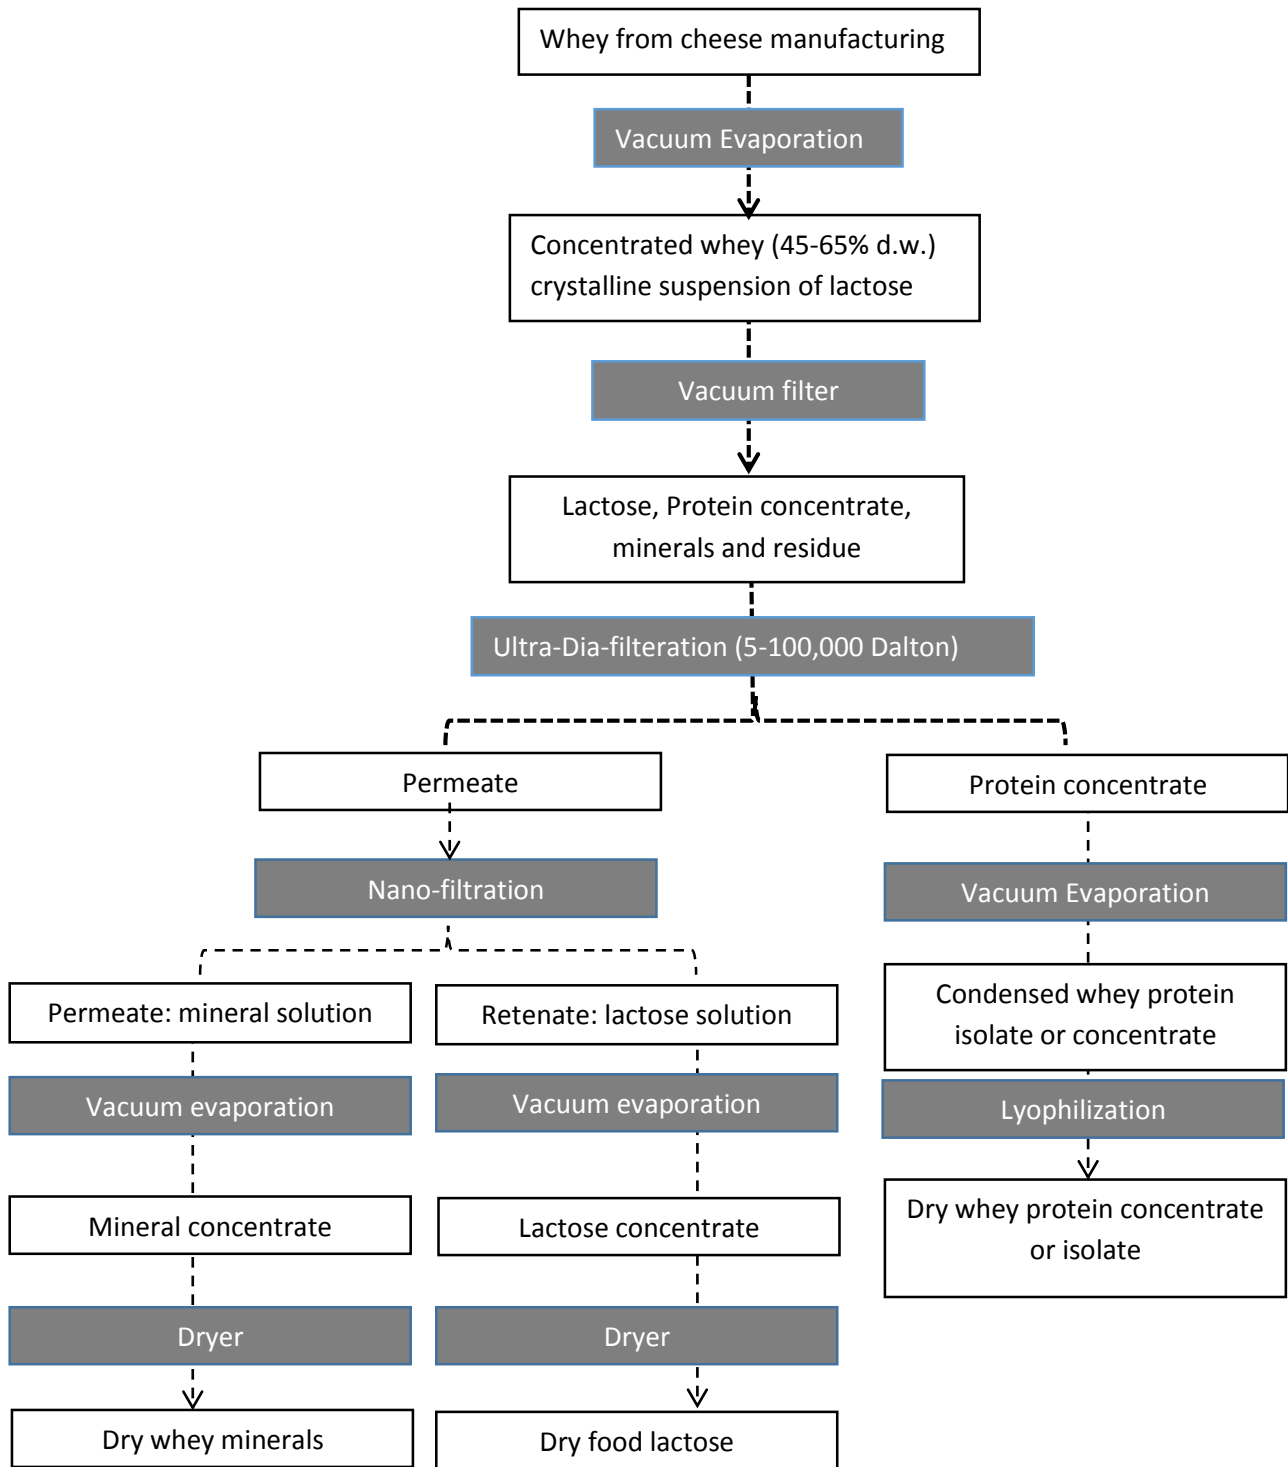 Whey from cheese manufacturing
Vacuum Evaporation
Concentrated whey (45-65% d.w.)
crystalline suspension of lactose
Vacuum filter
Lactose, Protein concentrate,
minerals and residue
Ultra-Dia-filteration (5-100,000 Dalton)
Permeate
Protein concentrate
Nano-filtration
Vacuum Evaporation
Permeate: mineral solution
Retenate: lactose solution
Condensed whey protein
isolate or concentrate
Vacuum evaporation
Vacuum evaporation
Lyophilization
Mineral concentrate
Lactose concentrate
Dry whey protein concentrate
or isolate
Dryer
Dryer
Dry whey minerals
Dry food lactose